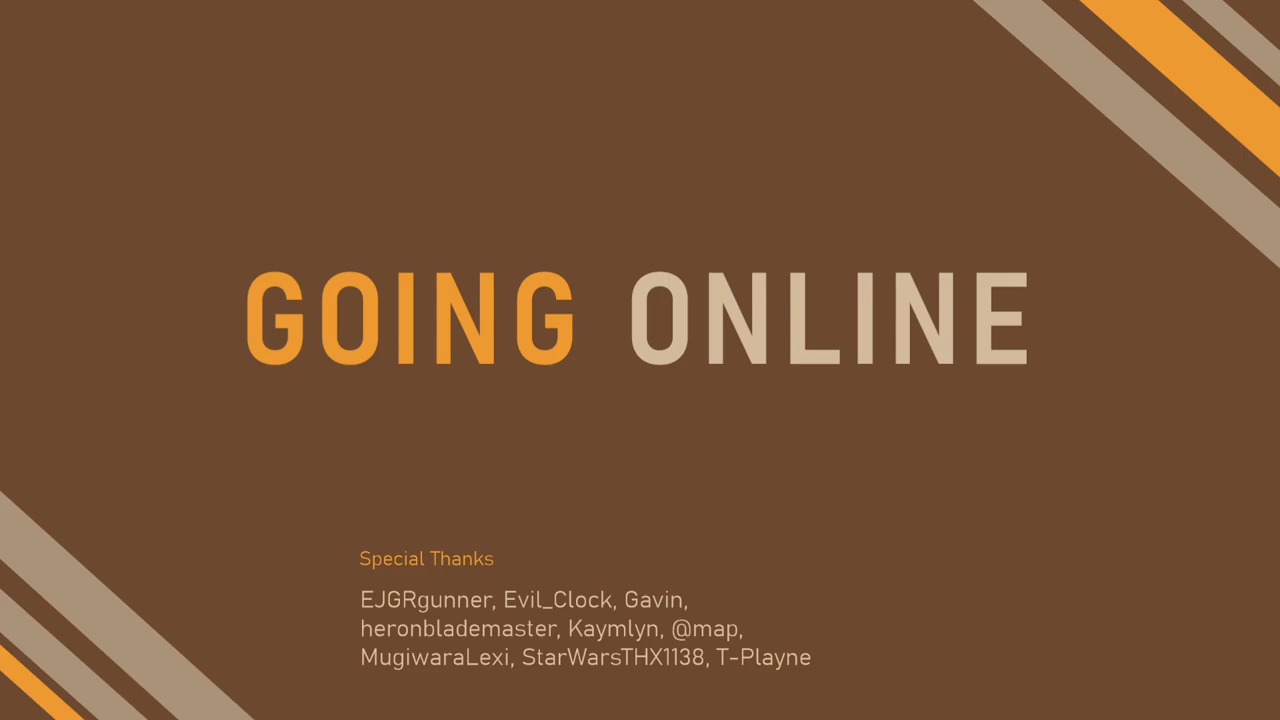 GOING ONLINE
Special Thanks
EJGRgunner, Evil_Clock, Gavin,
heronblademaster, Kaymlyn, @map,
MugiwaraLexi, StarWarsTHX1138, T-Playne